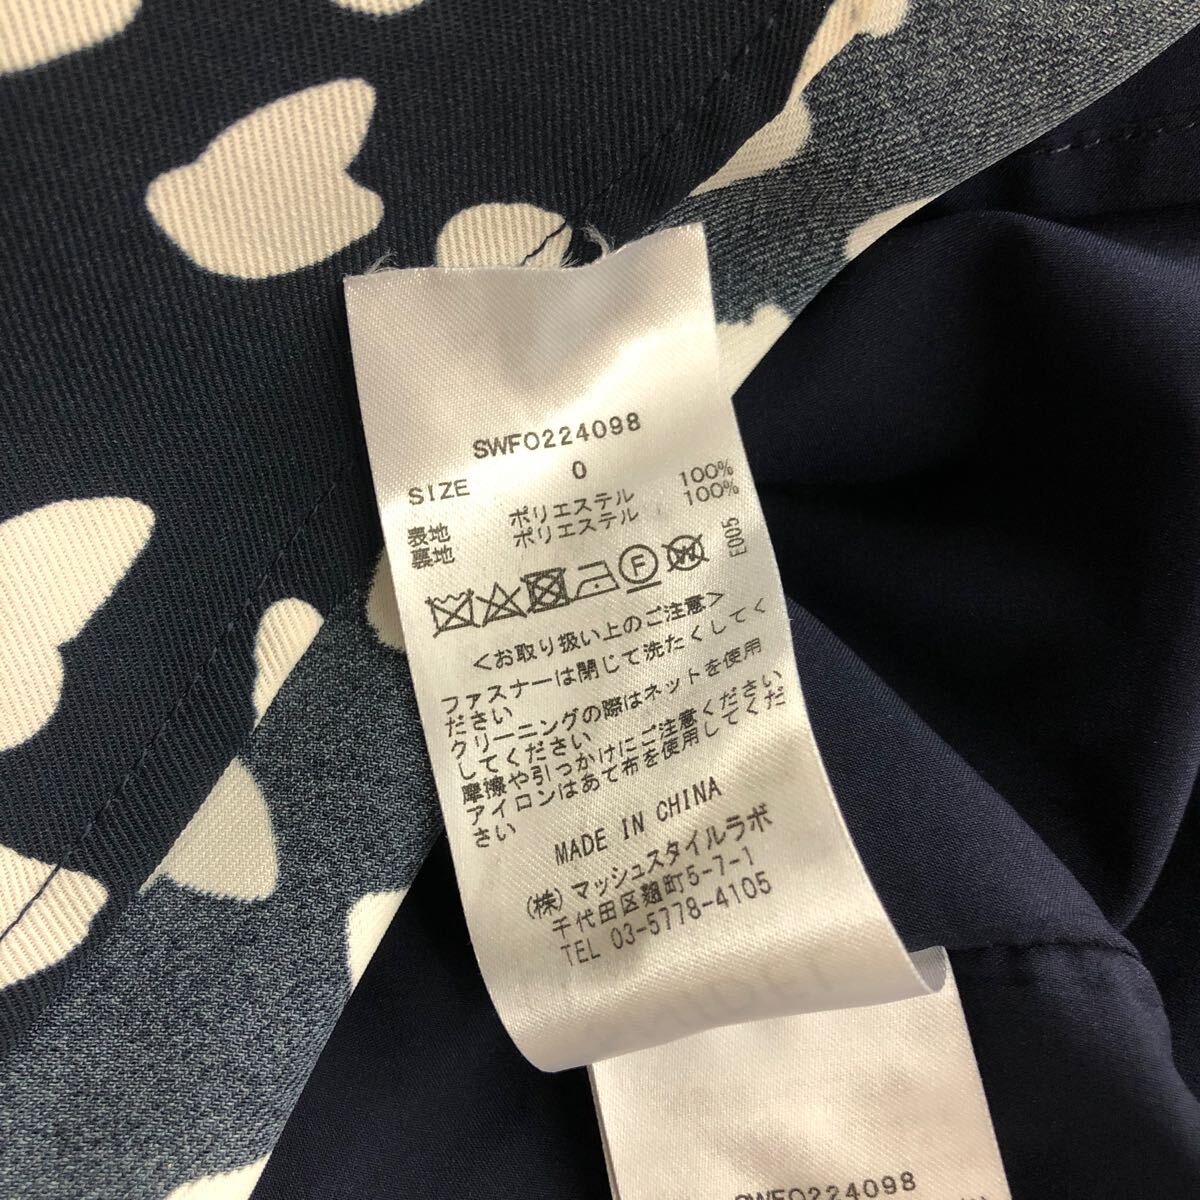 SWF0224098
SIZE 0
表地 ポリエステル 100%
裏地 ポリエステル 100%
E005
F W
<お取り扱い上のご注意>
ファスナーは閉じて洗たくしてく
ださい
クリーニングの際はネットを使用
してください
摩擦や引っかけにご注意ください
アイロンはあて布を使用してくだ
さい
MADE IN CHINA
(株)マッシュスタイルラボ
千代田区麹町5-7-1
TEL 03-5778-4105
SWF0224098